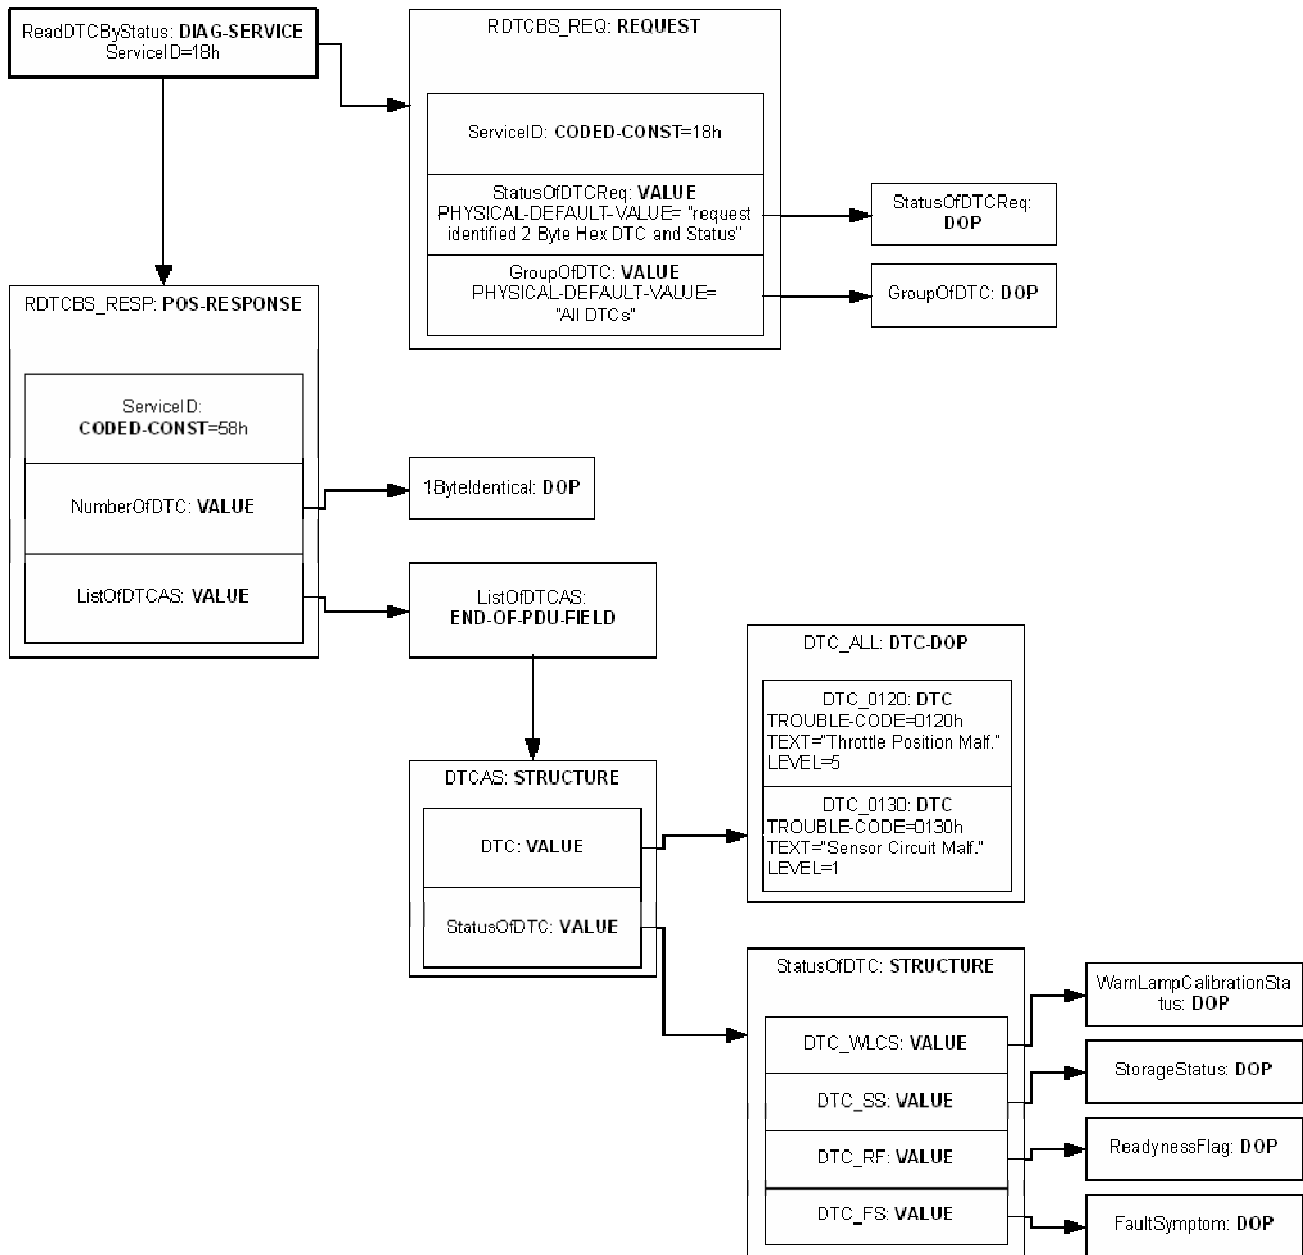 ReadDTCByStatus: DIAG-SERVICE
ServiceID=18h
RDTCBS_REQ: REQUEST
ServiceID: CODED-CONST=18h
StatusOfDTCReq: VALUE
PHYSICAL-DEFAULT-VALUE= "request
identified 2 Byte Hex DTC and Status"
GroupOfDTC: VALUE
PHYSICAL-DEFAULT-VALUE=
"All DTCs"
StatusOfDTCReq:
DOP
GroupOfDTC: DOP
RDTCBS_RESP: POS-RESPONSE
ServiceID:
CODED-CONST=58h
NumberOfDTC: VALUE
ListOfDTCAS: VALUE
1ByteIdentical: DOP
ListOfDTCAS:
END-OF-PDU-FIELD
DTCAS: STRUCTURE
DTC: VALUE
StatusOfDTC: VALUE
DTC_ALL: DTC-DOP
DTC_0120: DTC
TROUBLE-CODE=0120h
TEXT="Throttle Position Malf."
LEVEL=5
DTC_0130: DTC
TROUBLE-CODE=0130h
TEXT="Sensor Circuit Malf."
LEVEL=1
StatusOfDTC: STRUCTURE
DTC_WLCS: VALUE
DTC_SS: VALUE
DTC_RF: VALUE
DTC_FS: VALUE
WarnLampCalibrationSta
tus: DOP
StorageStatus: DOP
ReadynessFlag: DOP
FaultSymptom: DOP